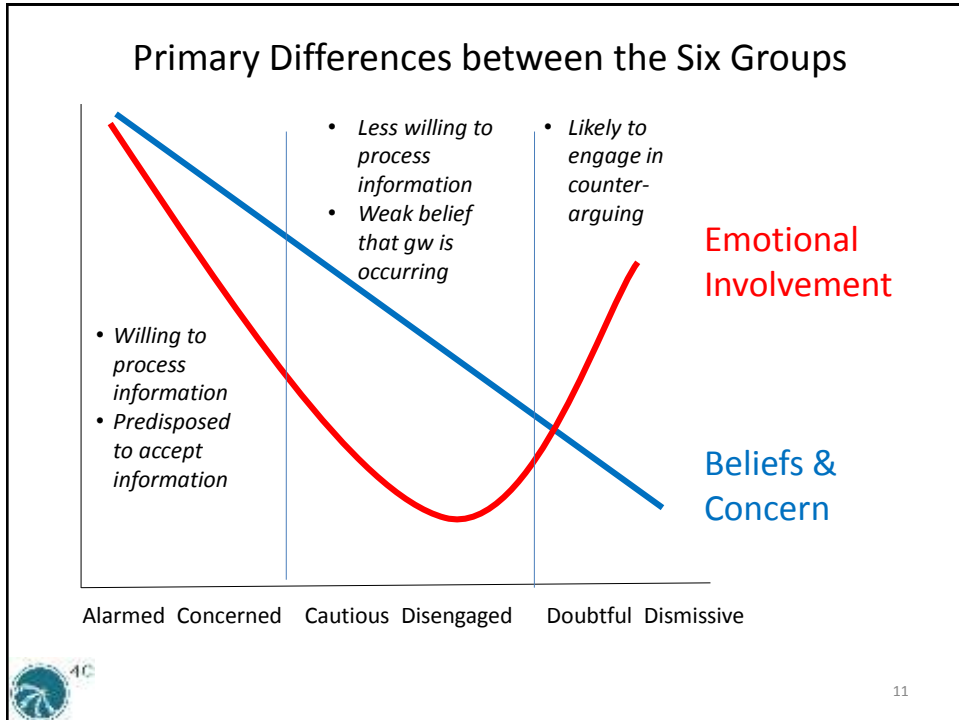 Primary Differences between the Six Groups
• Less willing to
process
information
• Weak belief
that gw is
occurring
• Likely to
engage in
counter-
arguing
Emotional
Involvement
• Willing to
process
information
• Predisposed
to accept
information
Beliefs &
Concern
Alarmed Concerned Cautious Disengaged Doubtful Dismissive
4C
11